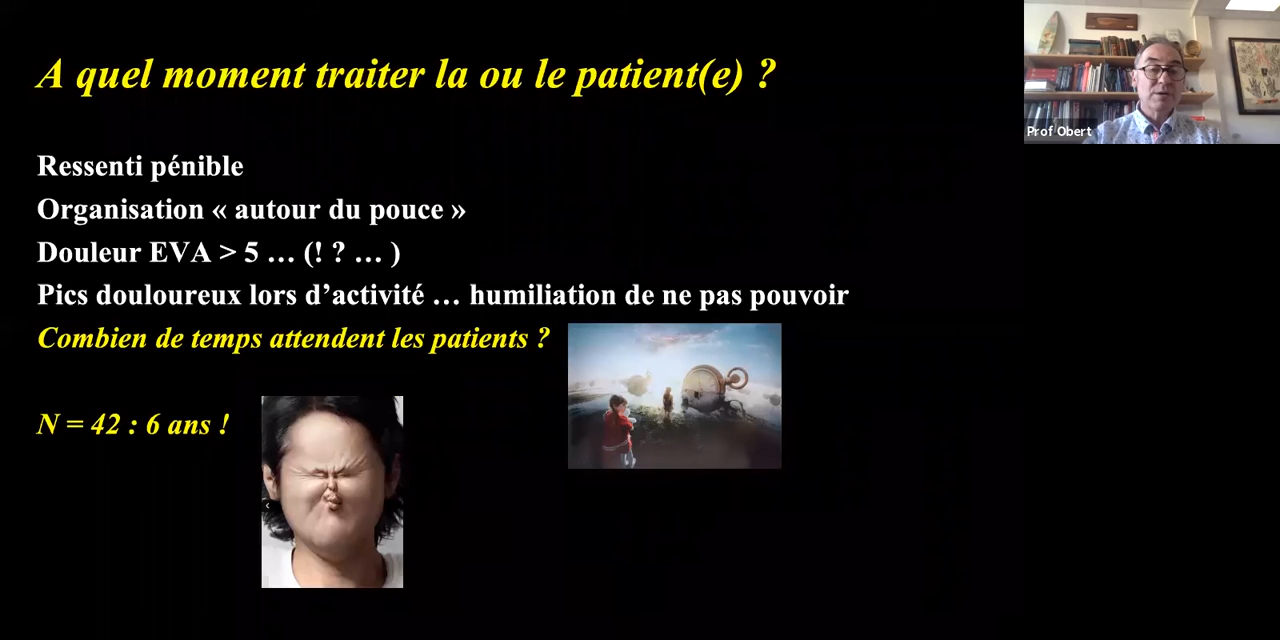 A quel moment traiter la ou le patient(e) ?
Prof Obert
Ressenti pénible
Organisation « autour du pouce »
Douleur EVA > 5 … (! ? … )
Pics douloureux lors d’activité … humiliation de ne pas pouvoir
Combien de temps attendent les patients ?
N = 42 : 6 ans !